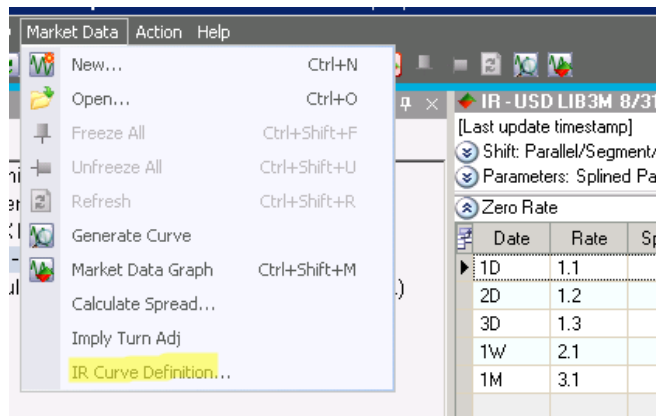 Market Data Action Help
New... Ctrl+N
Open... Ctrl+O
Freeze All Ctrl+Shift+F
Unfreeze All Ctrl+Shift+U
Refresh Ctrl+Shift+R
Generate Curve
Market Data Graph Ctrl+Shift+M
Calculate Spread...
Imply Turn Adj
IR Curve Definition...
IR - USD LIB3M 8/31
[Last update timestamp]
Shift: Parallel/Segment/
Parameters: Splined Pa
Zero Rate
Date Rate Sp
1D 1.1
2D 1.2
3D 1.3
1W 2.1
1M 3.1